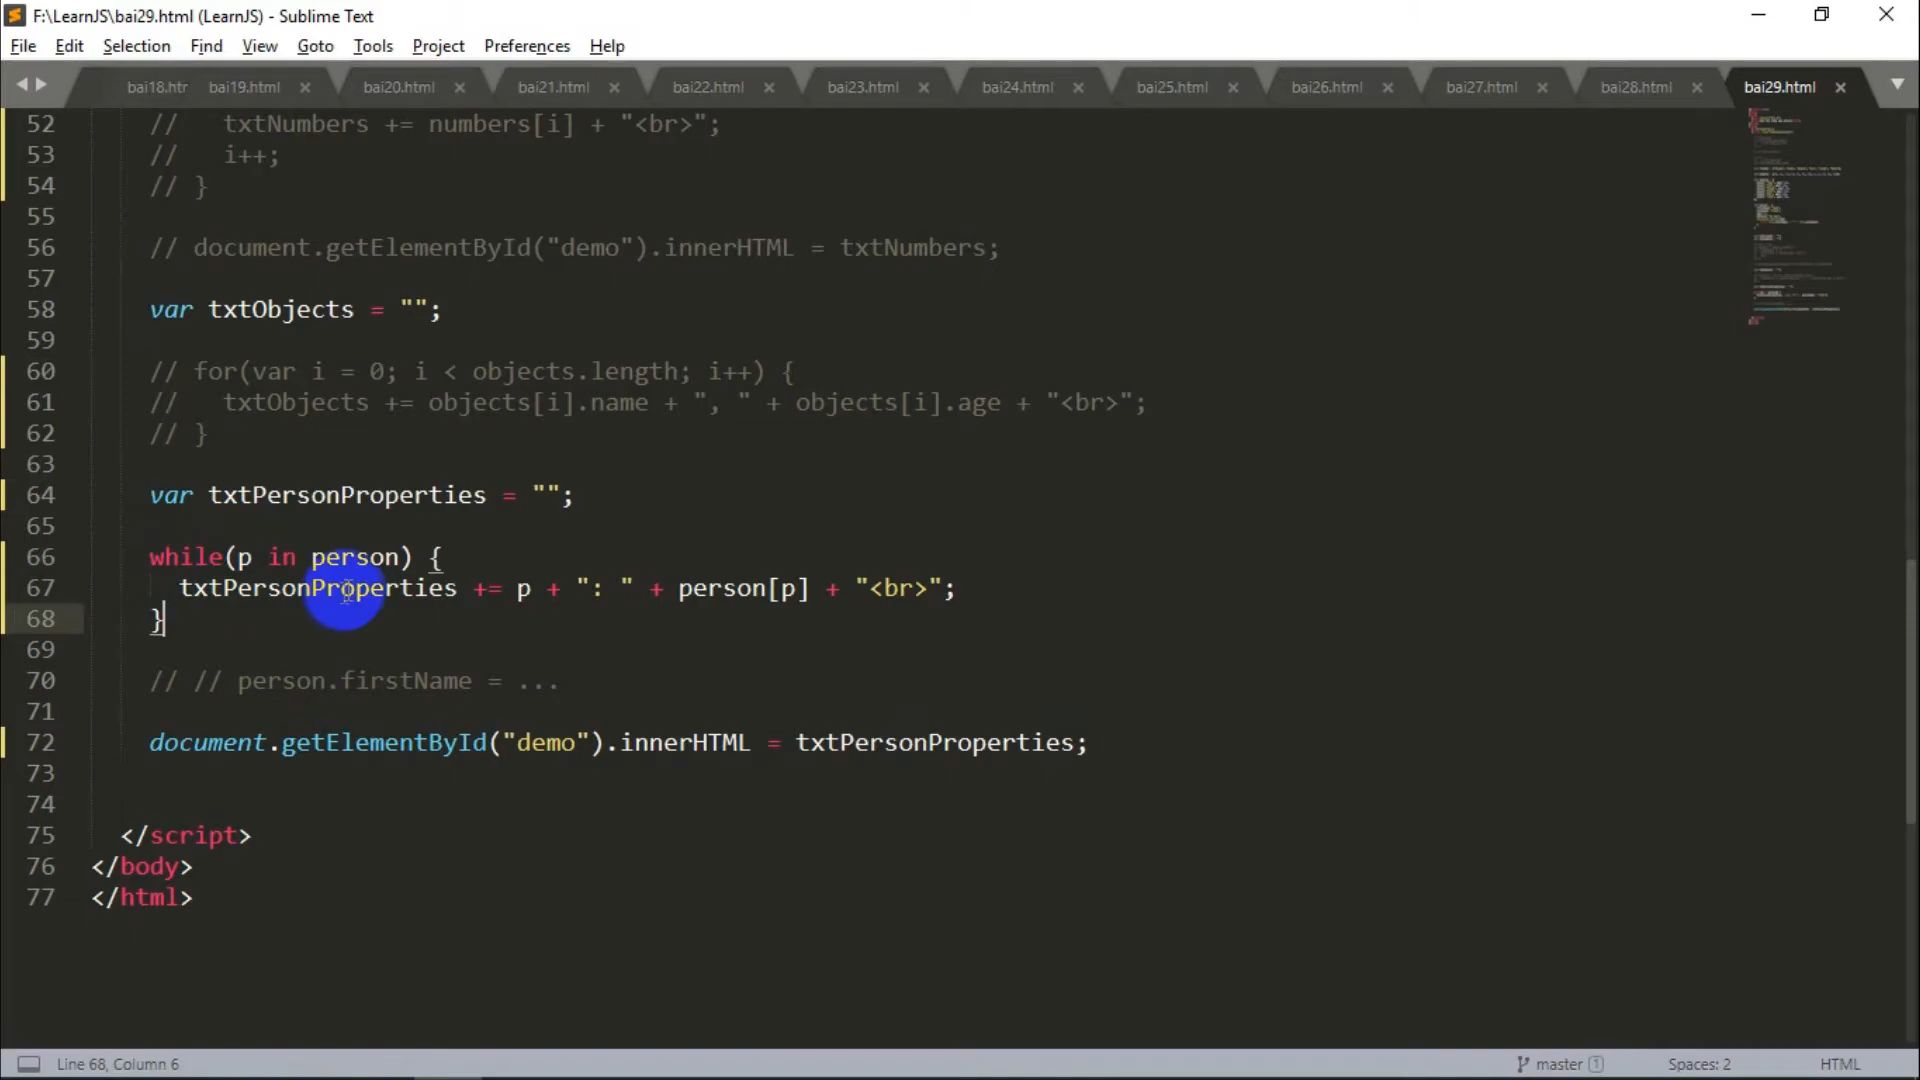 F:\LearnJS\bai29.html (LearnJS) - Sublime Text
File Edit Selection Find View Goto Tools Project Preferences Help
bai18.htr bai19.html bai20.html bai21.html bai22.html bai23.html bai24.html bai25.html bai26.html bai27.html bai28.html bai29.html
52 // txtNumbers += numbers[i] + "<br>";
53 // i++;
54 // }
55
56 // document.getElementById("demo").innerHTML = txtNumbers;
57
58 var txtObjects = "";
59
60 // for(var i = 0; i < objects.length; i++) {
61 // txtObjects += objects[i].name + ", " + objects[i].age + "<br>";
62 // }
63
64 var txtPersonProperties = "";
65
66 while(p in person) {
67 txtPersonProperties += p + ": " + person[p] + "<br>";
68 }
69
70 // // person.firstName = ...
71
72 document.getElementById("demo").innerHTML = txtPersonProperties;
73
74
75 </script>
76 </body>
77 </html>
Line 68, Column 6 master 1 Spaces: 2 HTML